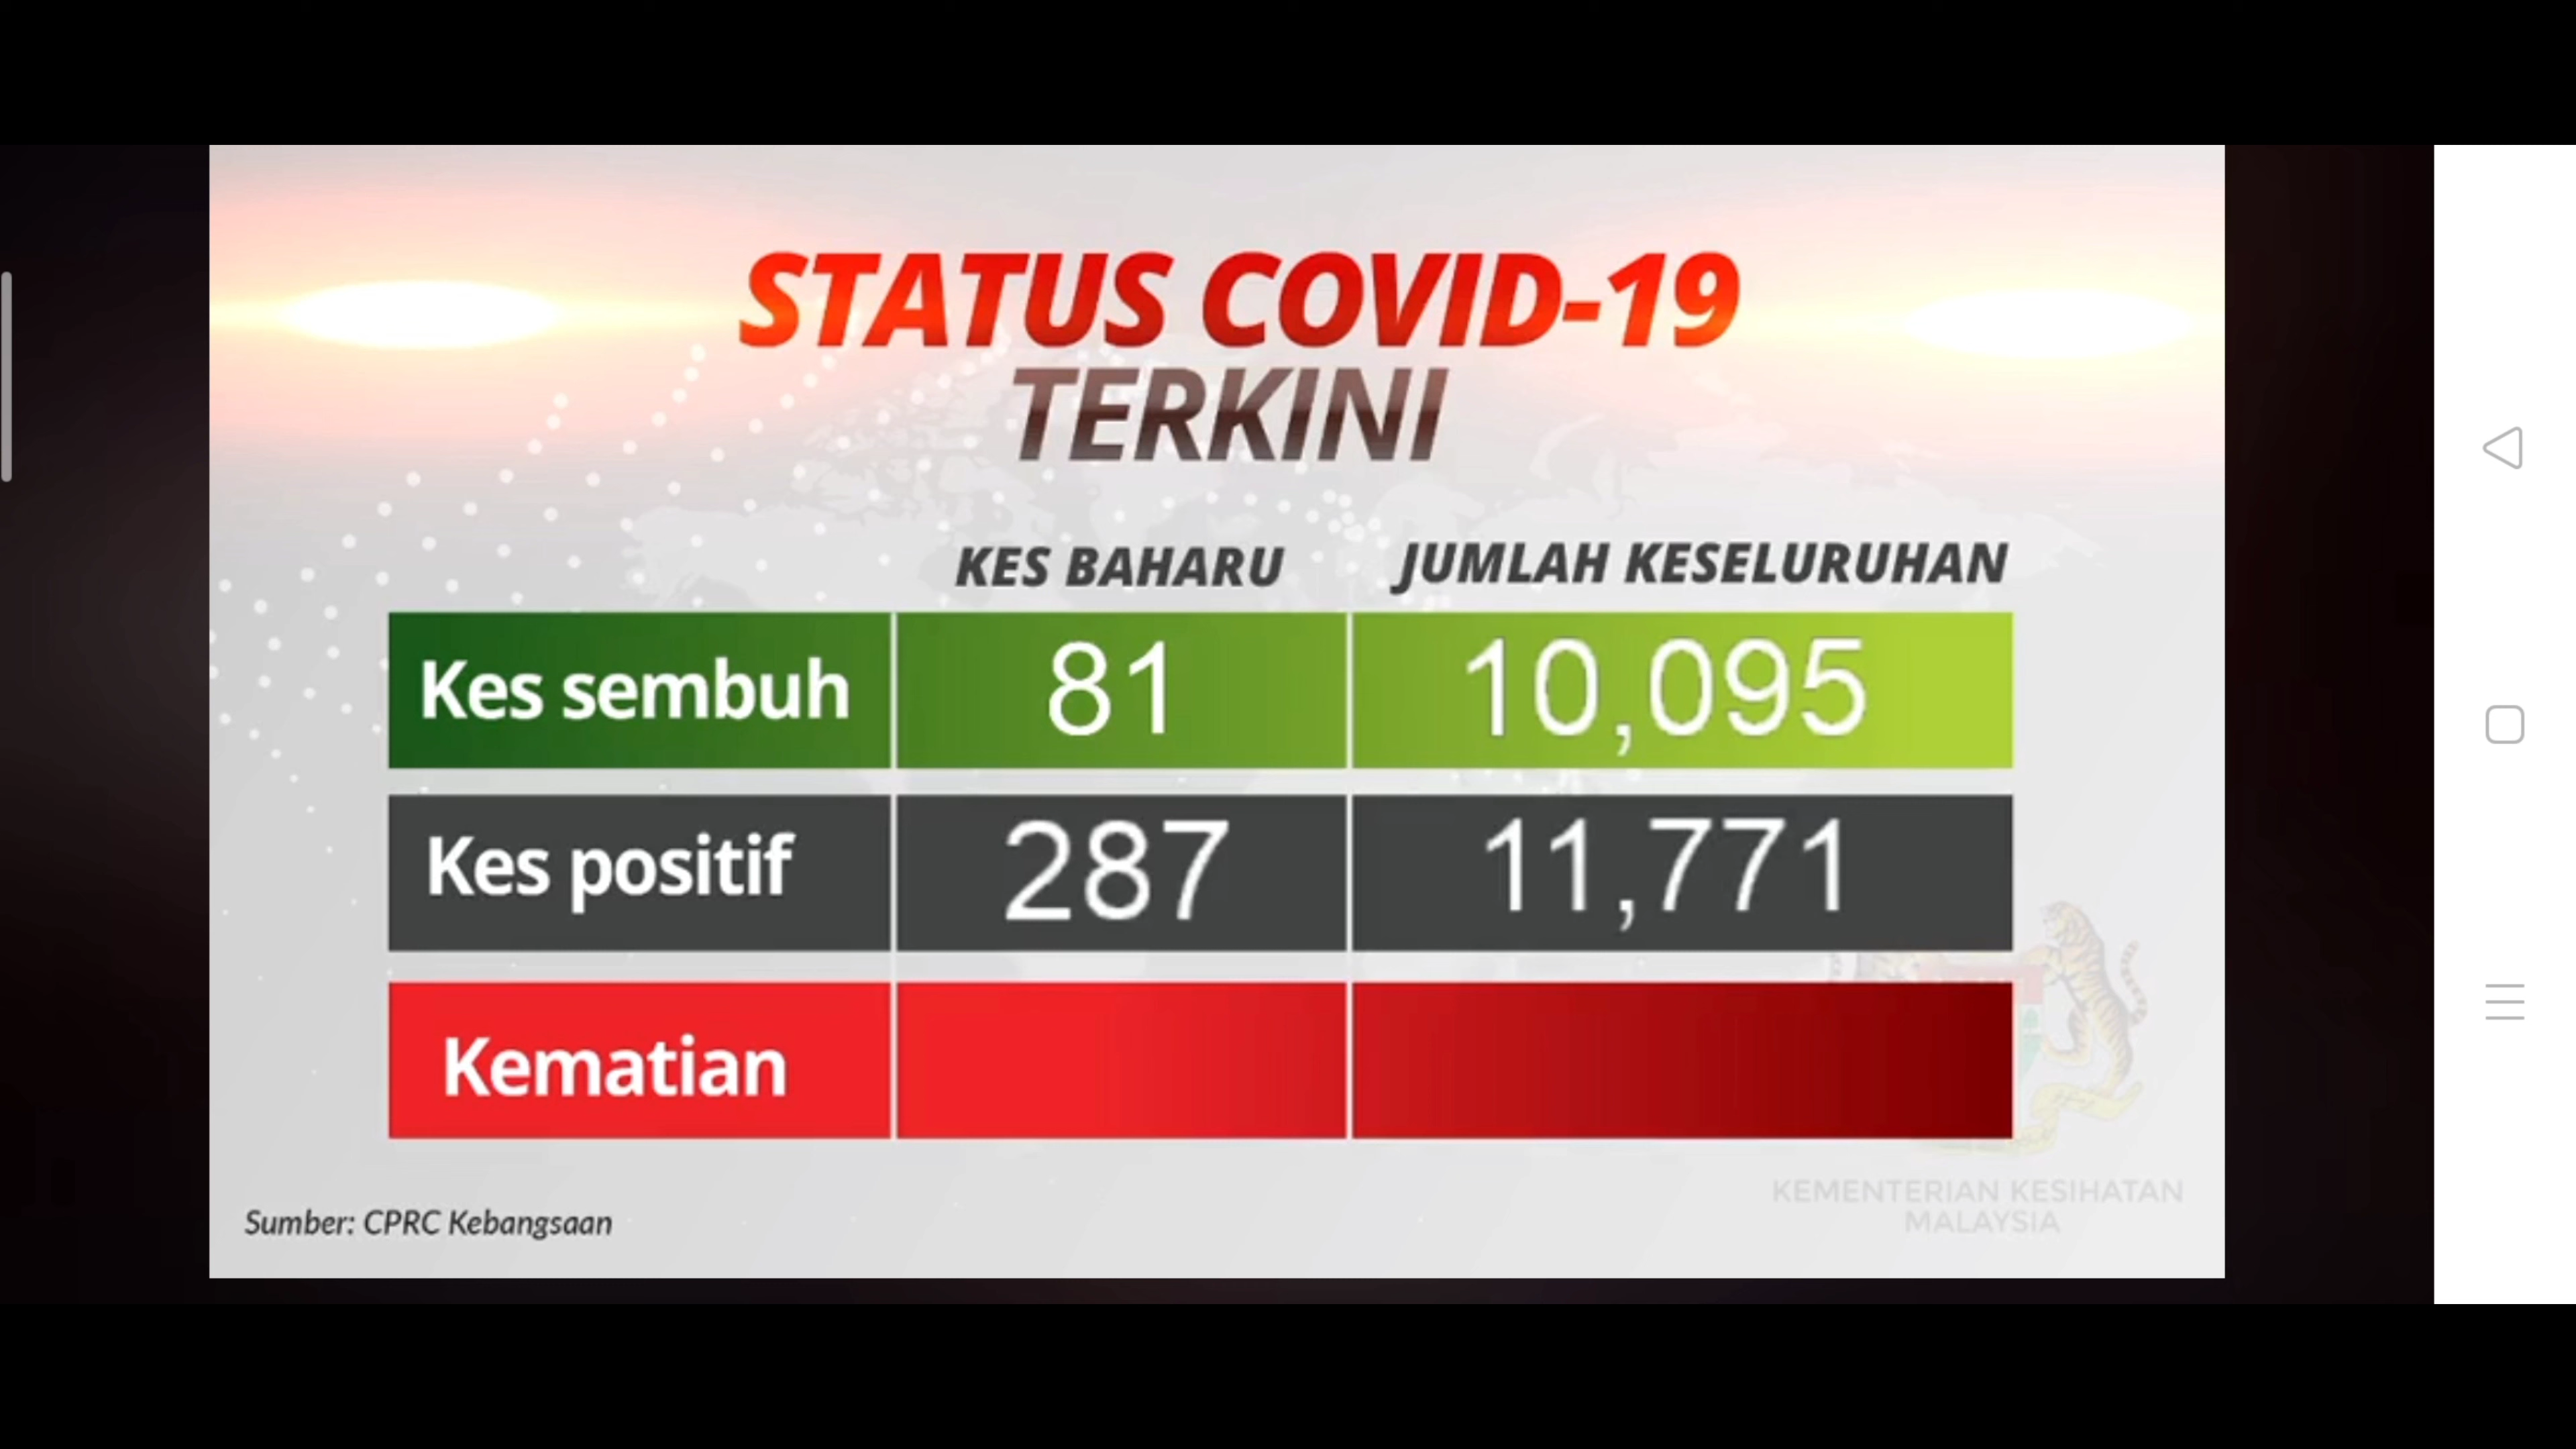 STATUS COVID-19
TERKINI
KES BAHARU JUMLAH KESELURUHAN
Kes sembuh 81 10,095
Kes positif 287 11,771
Kematian
Sumber: CPRC Kebangsaan
KEMENTERIAN KESIHATAN
MALAYSIA